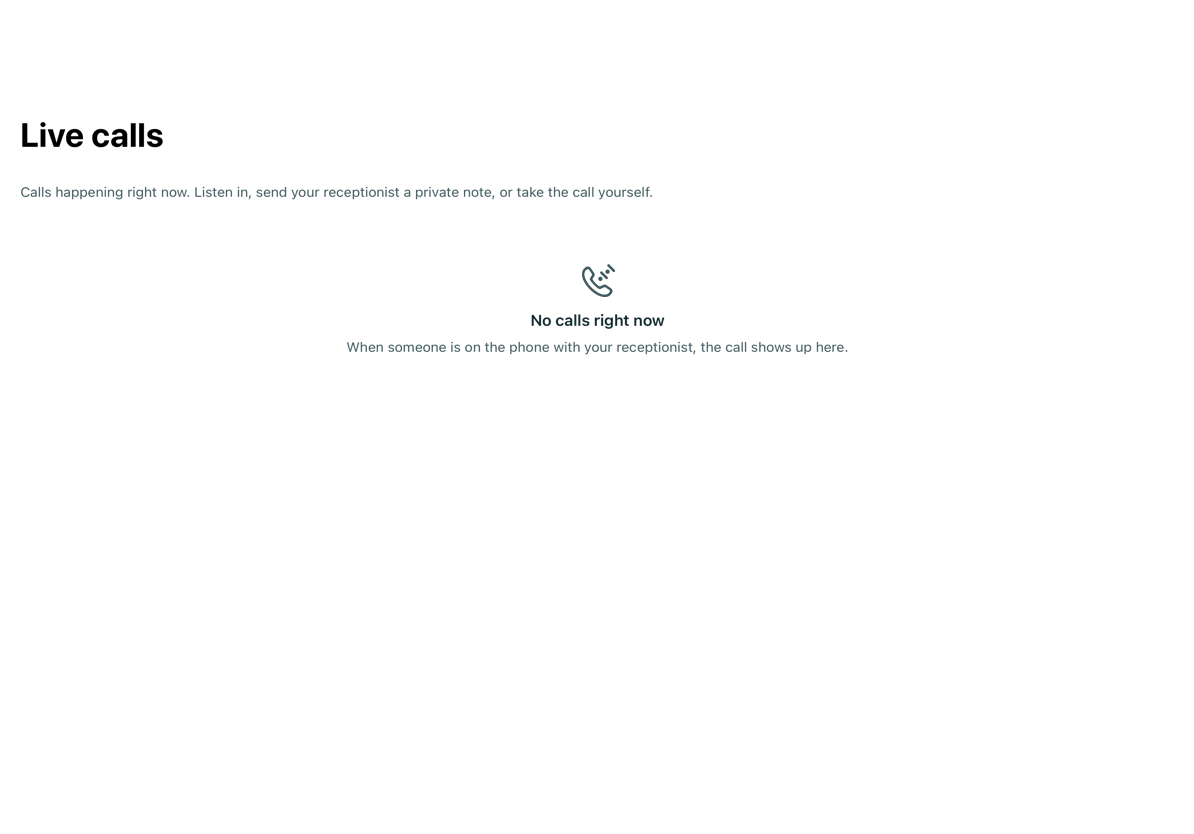 Live calls
Calls happening right now. Listen in, send your receptionist a private note, or take the call yourself.
No calls right now
When someone is on the phone with your receptionist, the call shows up here.